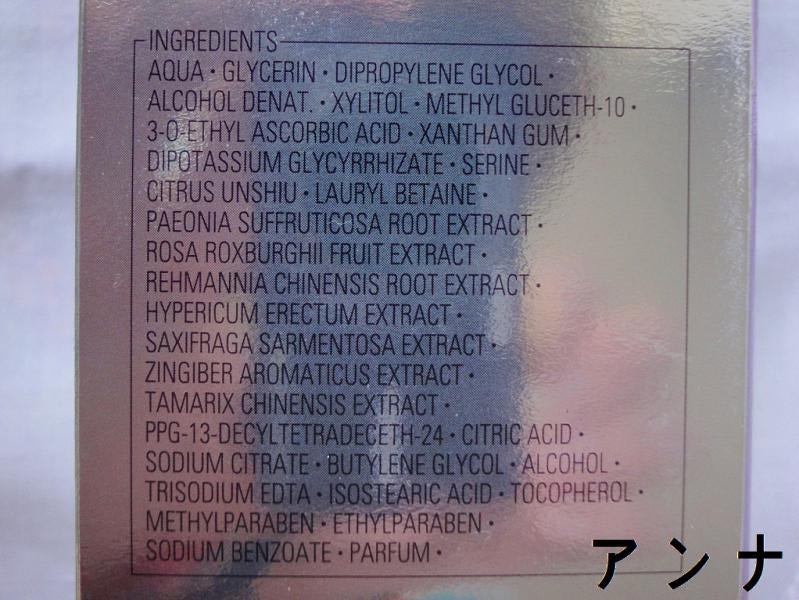 INGREDIENTS
AQUA · GLYCERIN · DIPROPYLENE GLYCOL ·
ALCOHOL DENAT. · XYLITOL · METHYL GLUCETH-10 ·
3-O-ETHYL ASCORBIC ACID · XANTHAN GUM ·
DIPOTASSIUM GLYCYRRHIZATE · SERINE ·
CITRUS UNSHIU · LAURYL BETAINE ·
PAEONIA SUFFRUTICOSA ROOT EXTRACT ·
ROSA ROXBURGHII FRUIT EXTRACT ·
REHMANNIA CHINENSIS ROOT EXTRACT ·
HYPERICUM ERECTUM EXTRACT ·
SAXIFRAGA SARMENTOSA EXTRACT ·
ZINGIBER AROMATICUS EXTRACT ·
TAMARIX CHINENSIS EXTRACT ·
PPG-13-DECYLTETRADECETH-24 · CITRIC ACID ·
SODIUM CITRATE · BUTYLENE GLYCOL · ALCOHOL ·
TRISODIUM EDTA · ISOSTEARIC ACID · TOCOPHEROL ·
METHYLPARABEN · ETHYLPARABEN ·
SODIUM BENZOATE · PARFUM ·
アンナ